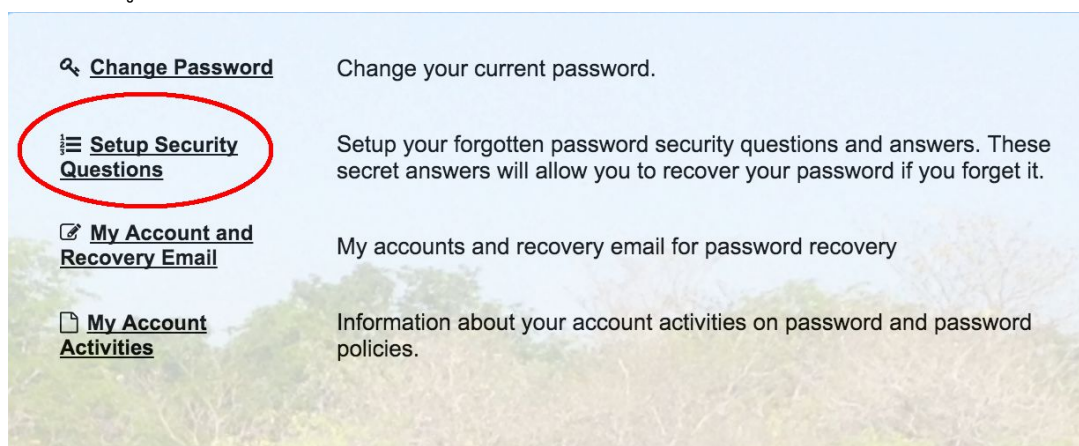 Change Password
Change your current password.
Setup Security
Questions
Setup your forgotten password security questions and answers. These
secret answers will allow you to recover your password if you forget it.
My Account and
Recovery Email
My accounts and recovery email for password recovery
My Account
Activities
Information about your account activities on password and password
policies.